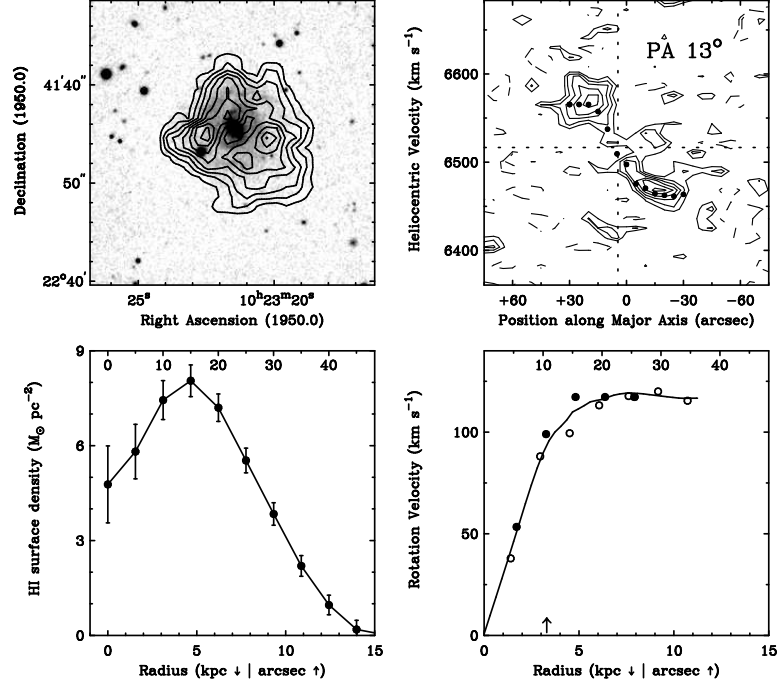 Declination (1950.0)
41′40″
50″
22°40′
25ˢ
10ʰ23ᵐ20ˢ
Right Ascension (1950.0)
Heliocentric Velocity (km s⁻¹)
PA 13°
6600
6500
6400
+60 +30 0 −30 −60
Position along Major Axis (arcsec)
HI surface density (M⊙ pc⁻²)
0 10 20 30 40
9
6
3
0
0 5 10 15
Radius (kpc ↓ | arcsec ↑)
Rotation Velocity (km s⁻¹)
10 20 30 40
100
50
0
0 5 10 15
Radius (kpc ↓ | arcsec ↑)